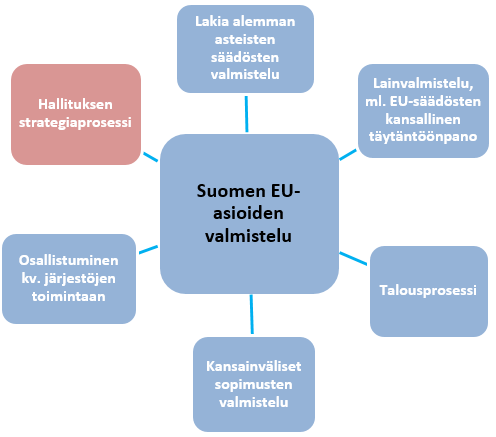 Lakia alemman
asteisten
säädösten
valmistelu
Hallituksen
strategiaprosessi
Lainvalmistelu,
ml. EU-säädösten
kansallinen
täytäntöönpano
Suomen EU-
asioiden
valmistelu
Osallistuminen
kv. järjestöjen
toimintaan
Talousprosessi
Kansainväliset
sopimusten
valmistelu